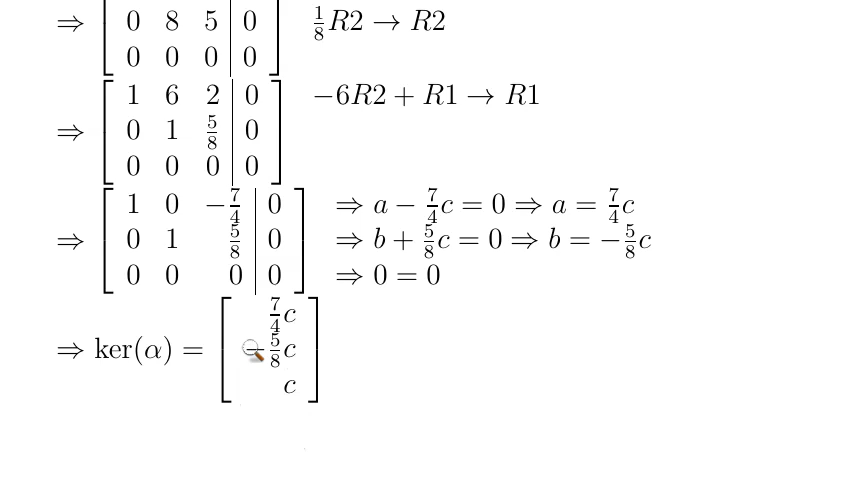 ⇒ [ 0 8 5 | 0 ] 1/8 R2 → R2
0 0 0 | 0
1 6 2 | 0 −6R2 + R1 → R1
⇒ 0 1 5/8 | 0
0 0 0 | 0
1 0 −7/4 | 0 ⇒ a − 7/4 c = 0 ⇒ a = 7/4 c
⇒ 0 1 5/8 | 0 ⇒ b + 5/8 c = 0 ⇒ b = −5/8 c
0 0 0 | 0 ⇒ 0 = 0
7/4 c
⇒ ker(α) = −5/8 c
c